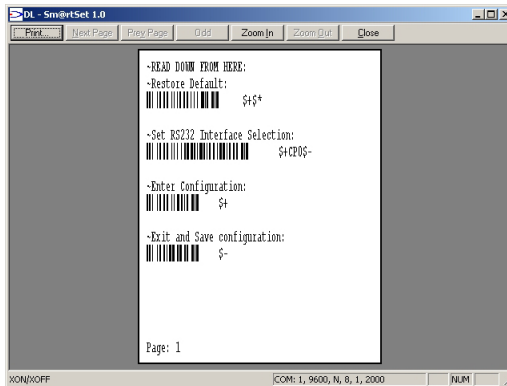 DL - Sm@rtSet 1.0
Print... Next Page Prev Page Odd Zoom In Zoom Out Close
~READ DOWN FROM HERE:
~Restore Default:
$+$*
~Set RS232 Interface Selection:
$+CP0$-
~Enter Configuration:
$+
~Exit and Save configuration:
$-
Page: 1
XON/XOFF COM: 1, 9600, N, 8, 1, 2000 NUM